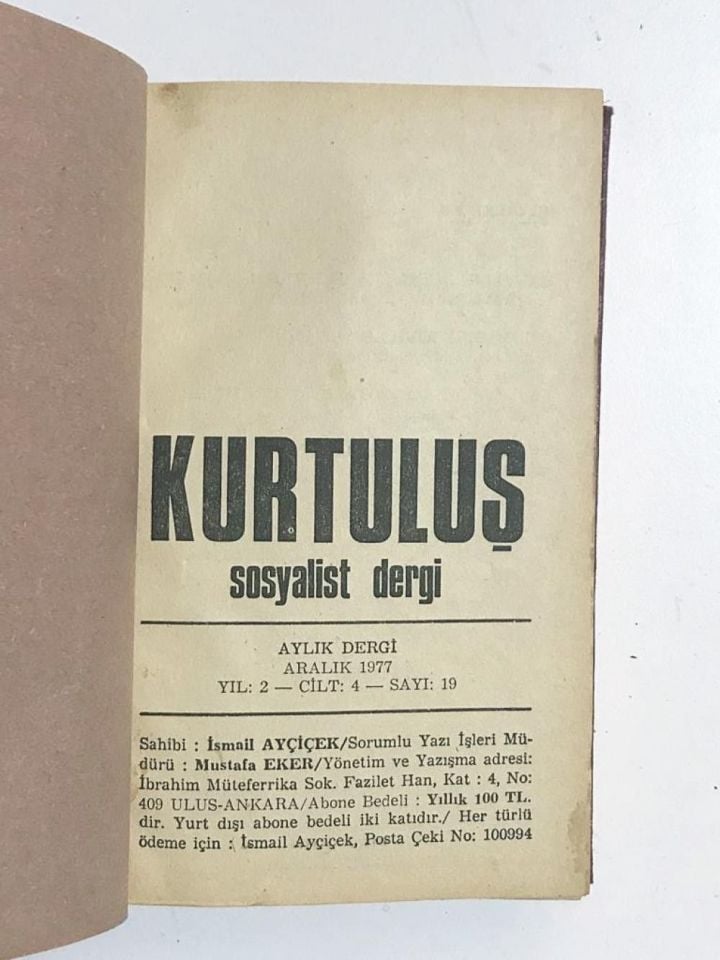 KURTULUŞ
sosyalist dergi
AYLIK DERGİ
ARALIK 1977
YIL: 2 — CİLT: 4 — SAYI: 19
Sahibi : İsmail AYÇİÇEK/Sorumlu Yazı İşleri Mü-
dürü : Mustafa EKER/Yönetim ve Yazışma adresi:
İbrahim Müteferrika Sok. Fazilet Han, Kat : 4, No:
409 ULUS-ANKARA/Abone Bedeli : Yıllık 100 TL.
dir. Yurt dışı abone bedeli iki katıdır./ Her türlü
ödeme için : İsmail Ayçiçek, Posta Çeki No: 100994